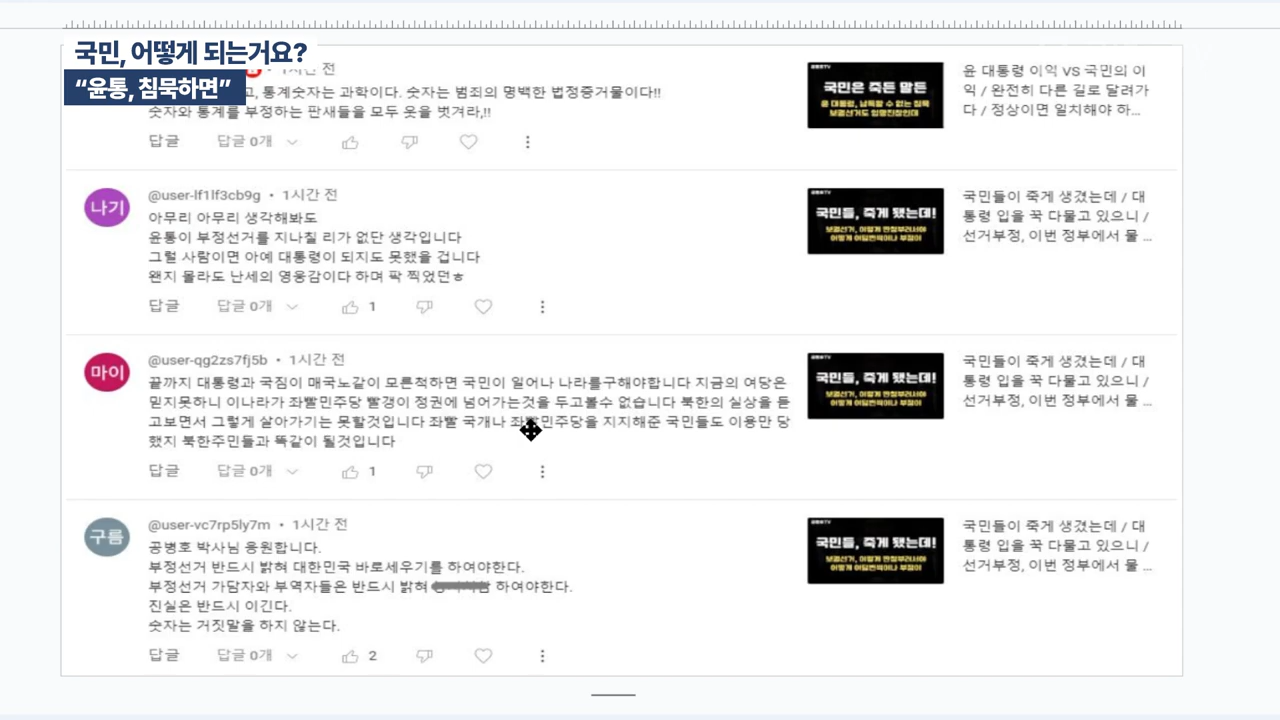 국민, 어떻게 되는거요?
“윤통, 침묵하면”
1시간 전
고, 통계숫자는 과학이다. 숫자는 범죄의 명백한 법정증거물이다!!
숫자와 통계를 부정하는 판새들을 모두 옷을 벗겨라,!!
답글 답글 0개
국민은 죽든 말든
윤 대통령, 납득할 수 없는 침묵
보궐선거도 엉망진창인데
윤 대통령 이익 VS 국민의 이
익 / 완전히 다른 길로 달려가
다 / 정상이면 일치해야 하...
나기
@user-lf1lf3cb9g • 1시간 전
아무리 아무리 생각해봐도
윤통이 부정선거를 지나칠 리가 없단 생각입니다
그럴 사람이면 아예 대통령이 되지도 못했을 겁니다
왠지 몰라도 난세의 영웅감이다 하며 팍 찍었던ㅎ
답글 답글 0개 1
국민들, 죽게 됐는데!
국민들이 죽게 생겼는데 / 대
통령 입을 꾹 다물고 있으니 /
선거부정, 이번 정부에서 물 ...
마이
@user-qg2zs7fj5b • 1시간 전
끝까지 대통령과 국짐이 매국노같이 모른척하면 국민이 일어나 나라를구해야합니다 지금의 여당은
믿지못하니 이나라가 좌빨민주당 빨갱이 정권에 넘어가는것을 두고볼수 없습니다 북한의 실상을 듣
고보면서 그렇게 살아가기는 못할것입니다 좌빨 국개나 좌빨민주당을 지지해준 국민들도 이용만 당
했지 북한주민들과 똑같이 될것입니다
답글 답글 0개 1
국민들, 죽게 됐는데!
국민들이 죽게 생겼는데 / 대
통령 입을 꾹 다물고 있으니 /
선거부정, 이번 정부에서 물 ...
구름
@user-vc7rp5ly7m • 1시간 전
공병호 박사님 응원합니다.
부정선거 반드시 밝혀 대한민국 바로세우기를 하여야한다.
부정선거 가담자와 부역자들은 반드시 밝혀 하여야한다.
진실은 반드시 이긴다.
숫자는 거짓말을 하지 않는다.
답글 답글 0개 2
국민들, 죽게 됐는데!
국민들이 죽게 생겼는데 / 대
통령 입을 꾹 다물고 있으니 /
선거부정, 이번 정부에서 물 ...